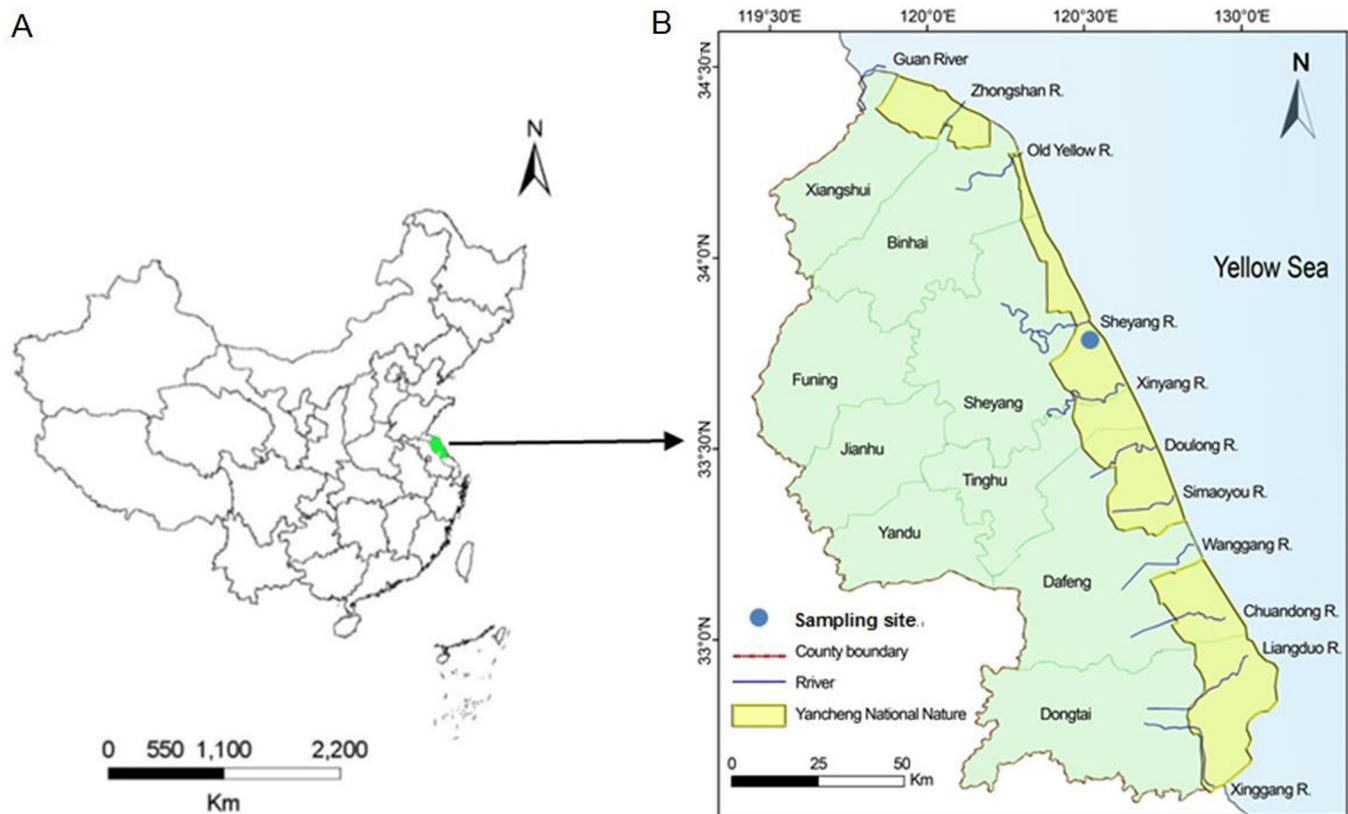 A
N
0 550 1,100 2,200
Km
B
119°30'E 120°0'E 120°30'E 130°0'E
34°30'N
34°0'N
33°30'N
33°0'N
N
Guan River
Zhongshan R.
Old Yellow R.
Xiangshui
Binhai
Yellow Sea
Sheyang R.
Funing
Xinyang R.
Sheyang
Jianhu
Doulong R.
Tinghu
Simaoyou R.
Yandu
Wanggang R.
Dafeng
Chuandong R.
Liangduo R.
Dongtai
Xinggang R.
Sampling site.
County boundary
Rriver
Yancheng National Nature
0 25 50
Km